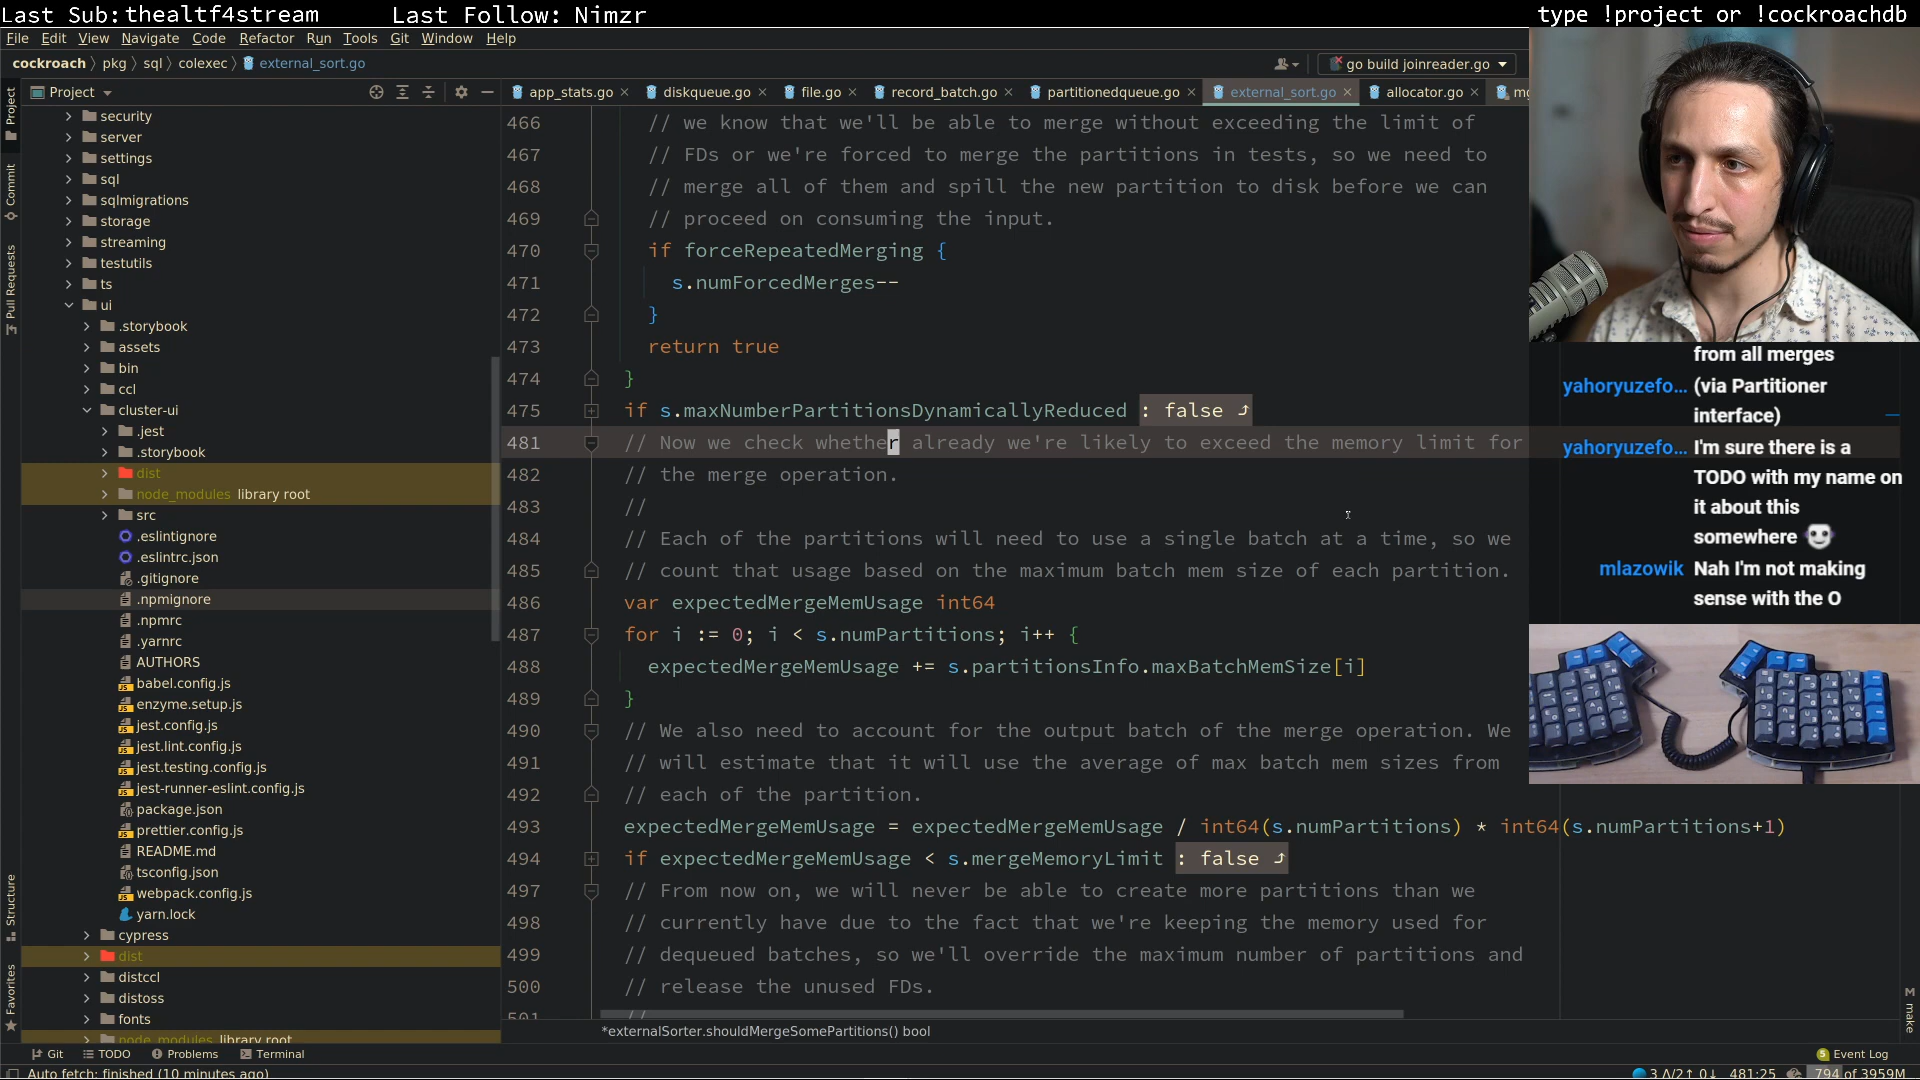 Last Sub:thealtf4stream
Last Follow: Nimzr
type !project or !cockroachdb
File Edit View Navigate Code Refactor Run Tools Git Window Help
cockroach pkg sql colexec external_sort.go
go build joinreader.go
Project
app_stats.go
diskqueue.go
file.go
record_batch.go
partitionedqueue.go
external_sort.go
allocator.go
Project
Commit
Pull Requests
Structure
Favorites
security
server
settings
sql
sqlmigrations
storage
streaming
testutils
ts
ui
.storybook
assets
bin
ccl
cluster-ui
.jest
.storybook
dist
node_modules library root
src
.eslintignore
.eslintrc.json
.gitignore
.npmignore
.npmrc
.yarnrc
AUTHORS
babel.config.js
enzyme.setup.js
jest.config.js
jest.lint.config.js
jest.testing.config.js
jest-runner-eslint.config.js
package.json
prettier.config.js
README.md
tsconfig.json
webpack.config.js
yarn.lock
cypress
dist
distccl
distoss
fonts
node_modules library root
466 // we know that we'll be able to merge without exceeding the limit of
467 // FDs or we're forced to merge the partitions in tests, so we need to
468 // merge all of them and spill the new partition to disk before we can
469 // proceed on consuming the input.
470 if forceRepeatedMerging {
471 s.numForcedMerges--
472 }
473 return true
474 }
475 if s.maxNumberPartitionsDynamicallyReduced : false
481 // Now we check whether already we're likely to exceed the memory limit for
482 // the merge operation.
483 //
484 // Each of the partitions will need to use a single batch at a time, so we
485 // count that usage based on the maximum batch mem size of each partition.
486 var expectedMergeMemUsage int64
487 for i := 0; i < s.numPartitions; i++ {
488 expectedMergeMemUsage += s.partitionsInfo.maxBatchMemSize[i]
489 }
490 // We also need to account for the output batch of the merge operation. We
491 // will estimate that it will use the average of max batch mem sizes from
492 // each of the partition.
493 expectedMergeMemUsage = expectedMergeMemUsage / int64(s.numPartitions) * int64(s.numPartitions+1)
494 if expectedMergeMemUsage < s.mergeMemoryLimit : false
497 // From now on, we will never be able to create more partitions than we
498 // currently have due to the fact that we're keeping the memory used for
499 // dequeued batches, so we'll override the maximum number of partitions and
500 // release the unused FDs.
501 //
*externalSorter.shouldMergeSomePartitions() bool
from all merges
yahoryuzefo... (via Partitioner
interface)
yahoryuzefo... I'm sure there is a
TODO with my name on
it about this
somewhere
mlazowik Nah I'm not making
sense with the O
make
Git TODO Problems Terminal
5 Event Log
Auto fetch: finished (10 minutes ago)
481:25
794 of 3959M